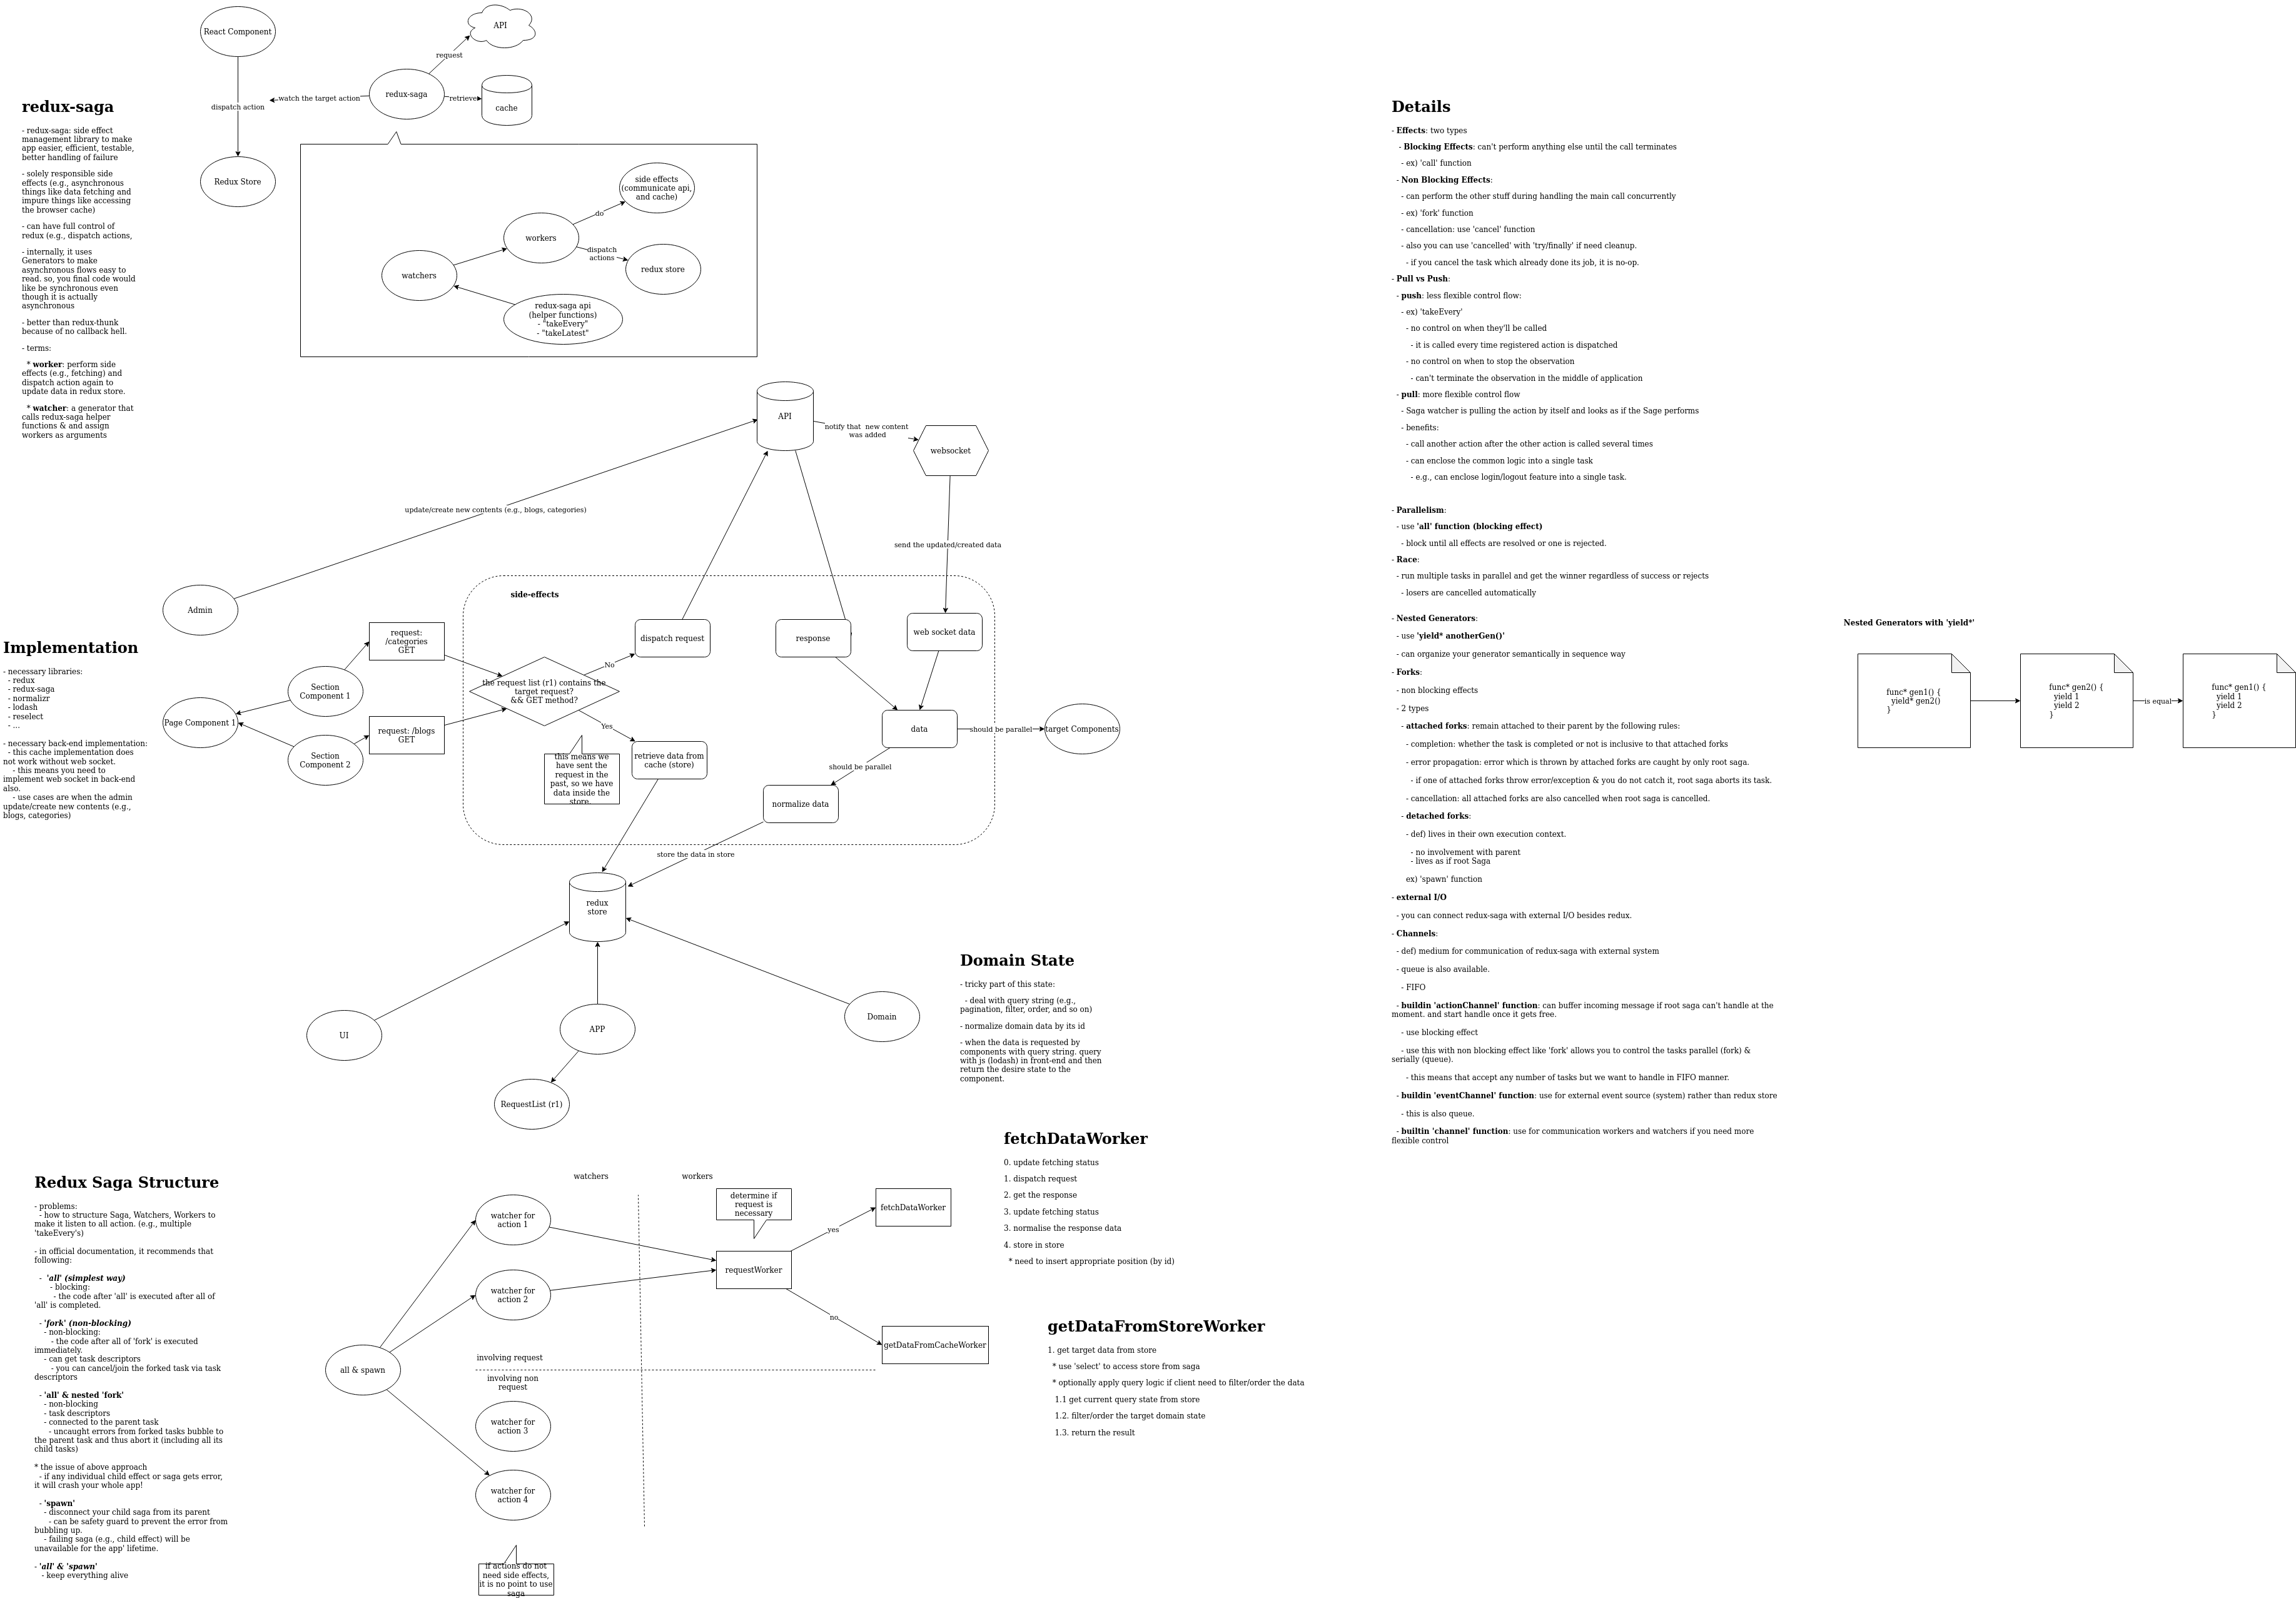 React Component
API
request
redux-saga
watch the target action
retrieve
cache
dispatch action
Redux Store
redux-saga
- redux-saga: side effect
management library to make
app easier, efficient, testable,
better handling of failure
- solely responsible side
effects (e.g., asynchronous
things like data fetching and
impure things like accessing
the browser cache)
- can have full control of
redux (e.g., dispatch actions,
- internally, it uses
Generators to make
asynchronous flows easy to
read. so, you final code would
like be synchronous even
though it is actually
asynchronous
- better than redux-thunk
because of no callback hell.
- terms:
* worker: perform side
effects (e.g., fetching) and
dispatch action again to
update data in redux store.
* watcher: a generator that
calls redux-saga helper
functions & and assign
workers as arguments
side effects
(communicate api,
and cache)
do
workers
dispatch
actions
redux store
watchers
redux-saga api
(helper functions)
- "takeEvery"
- "takeLatest"
API
notify that  new content
was added
websocket
update/create new contents (e.g., blogs, categories)
send the updated/created data
Admin
side-effects
Implementation
- necessary libraries:
- redux
- redux-saga
- normalizr
- lodash
- reselect
- ...
- necessary back-end implementation:
- this cache implementation does
not work without web socket.
- this means you need to
implement web socket in back-end
also.
- use cases are when the admin
update/create new contents (e.g.,
blogs, categories)
request:
/categories
GET
Section
Component 1
Page Component 1
request: /blogs
GET
Section
Component 2
dispatch request
response
web socket data
No
the request list (r1) contains the
target request?
&& GET method?
Yes
this means we
have sent the
request in the
past, so we have
data inside the
store.
retrieve data from
cache (store)
data
should be parallel
target Components
should be parallel
normalize data
store the data in store
redux
store
UI
APP
Domain
RequestList (r1)
Domain State
- tricky part of this state:
- deal with query string (e.g.,
pagination, filter, order, and so on)
- normalize domain data by its id
- when the data is requested by
components with query string. query
with js (lodash) in front-end and then
return the desire state to the
component.
fetchDataWorker
0. update fetching status
1. dispatch request
2. get the response
3. update fetching status
3. normalise the response data
4. store in store
* need to insert appropriate position (by id)
getDataFromStoreWorker
1. get target data from store
* use 'select' to access store from saga
* optionally apply query logic if client need to filter/order the data
1.1 get current query state from store
1.2. filter/order the target domain state
1.3. return the result
Redux Saga Structure
- problems:
- how to structure Saga, Watchers, Workers to
make it listen to all action. (e.g., multiple
'takeEvery's)
- in official documentation, it recommends that
following:
- 'all' (simplest way)
- blocking:
- the code after 'all' is executed after all of
'all' is completed.
- 'fork' (non-blocking)
- non-blocking:
- the code after all of 'fork' is executed
immediately.
- can get task descriptors
- you can cancel/join the forked task via task
descriptors
- 'all' & nested 'fork'
- non-blocking
- task descriptors
- connected to the parent task
- uncaught errors from forked tasks bubble to
the parent task and thus abort it (including all its
child tasks)
* the issue of above approach
- if any individual child effect or saga gets error,
it will crash your whole app!
- 'spawn'
- disconnect your child saga from its parent
- can be safety guard to prevent the error from
bubbling up.
- failing saga (e.g., child effect) will be
unavailable for the app' lifetime.
- 'all' & 'spawn'
- keep everything alive
watchers
workers
watcher for
action 1
determine if
request is
necessary
fetchDataWorker
yes
requestWorker
watcher for
action 2
no
getDataFromCacheWorker
all & spawn
involving request
involving non
request
watcher for
action 3
watcher for
action 4
if actions do not
need side effects,
it is no point to use
saga
Details
- Effects: two types
- Blocking Effects: can't perform anything else until the call terminates
- ex) 'call' function
- Non Blocking Effects:
- can perform the other stuff during handling the main call concurrently
- ex) 'fork' function
- cancellation: use 'cancel' function
- also you can use 'cancelled' with 'try/finally' if need cleanup.
- if you cancel the task which already done its job, it is no-op.
- Pull vs Push:
- push: less flexible control flow:
- ex) 'takeEvery'
- no control on when they'll be called
- it is called every time registered action is dispatched
- no control on when to stop the observation
- can't terminate the observation in the middle of application
- pull: more flexible control flow
- Saga watcher is pulling the action by itself and looks as if the Sage performs
- benefits:
- call another action after the other action is called several times
- can enclose the common logic into a single task
- e.g., can enclose login/logout feature into a single task.
- Parallelism:
- use 'all' function (blocking effect)
- block until all effects are resolved or one is rejected.
- Race:
- run multiple tasks in parallel and get the winner regardless of success or rejects
- losers are cancelled automatically
- Nested Generators:
- use 'yield* anotherGen()'
- can organize your generator semantically in sequence way
- Forks:
- non blocking effects
- 2 types
- attached forks: remain attached to their parent by the following rules:
- completion: whether the task is completed or not is inclusive to that attached forks
- error propagation: error which is thrown by attached forks are caught by only root saga.
- if one of attached forks throw error/exception & you do not catch it, root saga aborts its task.
- cancellation: all attached forks are also cancelled when root saga is cancelled.
- detached forks:
- def) lives in their own execution context.
- no involvement with parent
- lives as if root Saga
ex) 'spawn' function
- external I/O
- you can connect redux-saga with external I/O besides redux.
- Channels:
- def) medium for communication of redux-saga with external system
- queue is also available.
- FIFO
- buildin 'actionChannel' function: can buffer incoming message if root saga can't handle at the
moment. and start handle once it gets free.
- use blocking effect
- use this with non blocking effect like 'fork' allows you to control the tasks parallel (fork) &
serially (queue).
- this means that accept any number of tasks but we want to handle in FIFO manner.
- buildin 'eventChannel' function: use for external event source (system) rather than redux store
- this is also queue.
- builtin 'channel' function: use for communication workers and watchers if you need more
flexible control
Nested Generators with 'yield*'
func* gen1() {
yield* gen2()
}
func* gen2() {
yield 1
yield 2
}
is equal
func* gen1() {
yield 1
yield 2
}